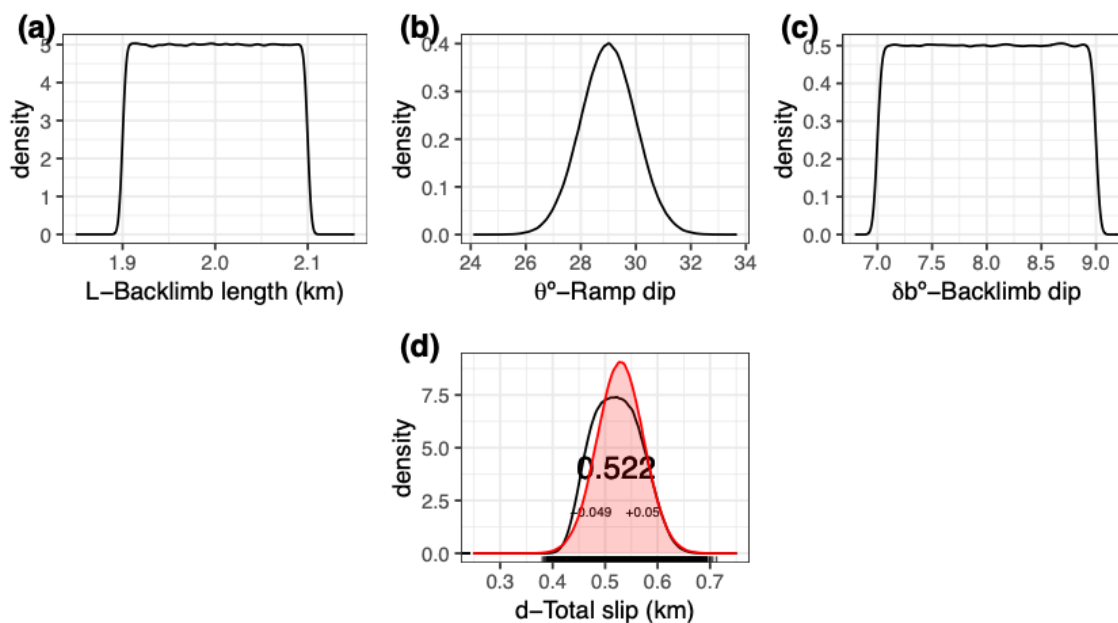 (a)
density
5
4
3
2
1
0
1.9 2.0 2.1
L−Backlimb length (km)
(b)
density
0.4
0.3
0.2
0.1
0.0
24 26 28 30 32 34
θ°−Ramp dip
(c)
density
0.5
0.4
0.3
0.2
0.1
0.0
7.0 7.5 8.0 8.5 9.0
δb°−Backlimb dip
(d)
density
7.5
5.0
2.5
0.0
0.522
−0.049 +0.05
0.3 0.4 0.5 0.6 0.7
d−Total slip (km)